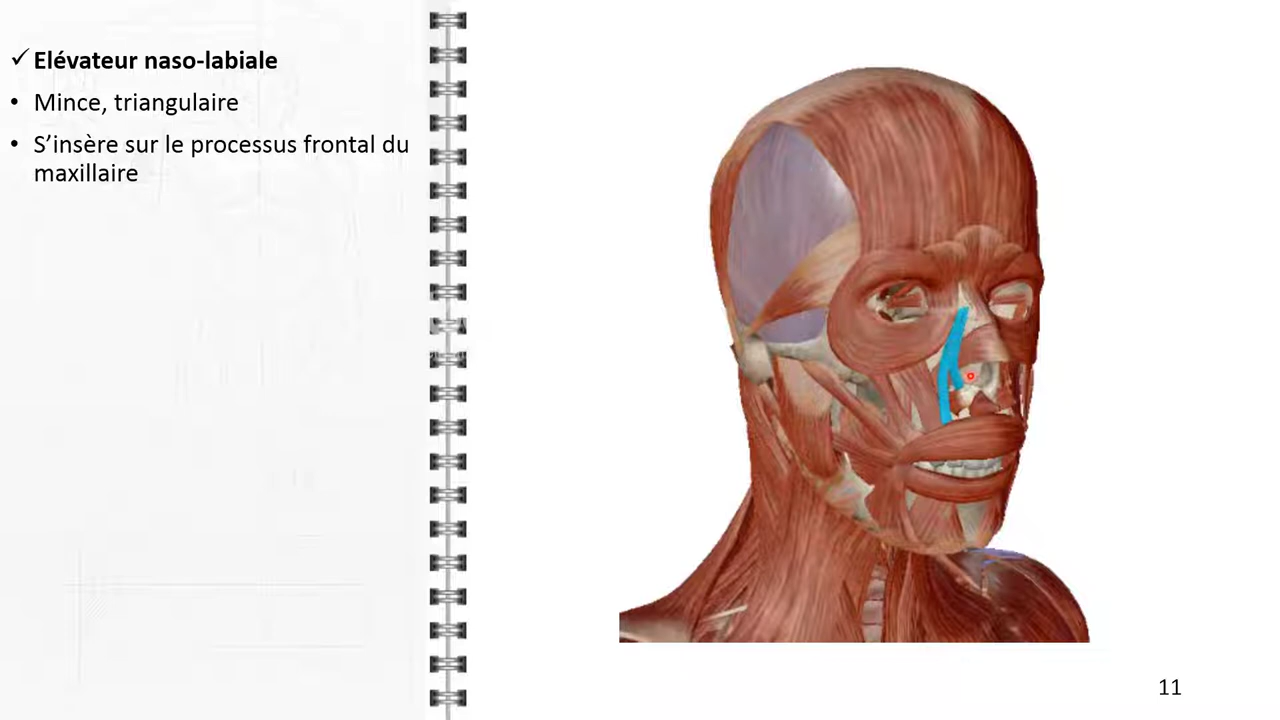 ✓ Elévateur naso-labiale
• Mince, triangulaire
• S’insère sur le processus frontal du
maxillaire
11